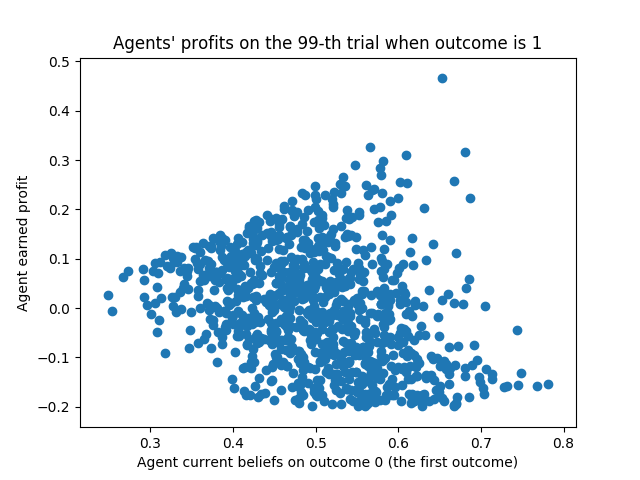 Agents' profits on the 99-th trial when outcome is 1
0.5
0.4
0.3
0.2
0.1
0.0
−0.1
−0.2
Agent earned profit
0.3 0.4 0.5 0.6 0.7 0.8
Agent current beliefs on outcome 0 (the first outcome)